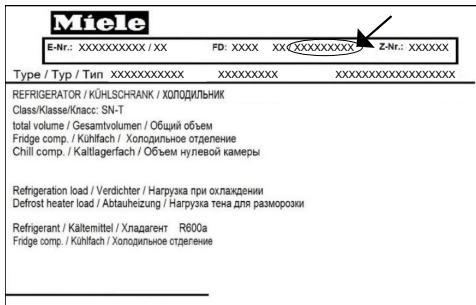 Miele
E-Nr.: XXXXXXXXXX / XX FD: XXXX XX XXXXXXXXX Z-Nr.: XXXXXX
Type / Typ / Тип XXXXXXXXXXX XXXXXXXXX XXXXXXXXXXXXXXXXXX
REFRIGERATOR / KÜHLSCHRANK / ХОЛОДИЛЬНИК
Class/Klasse/Класс: SN-T
total volume / Gesamtvolumen / Общий объем
Fridge comp. / Kühlfach / Холодильное отделение
Chill comp. / Kaltlagerfach / Объем нулевой камеры
Refrigeration load / Verdichter / Нагрузка при охлаждении
Defrost heater load / Abtauheizung / Нагрузка тена для разморозки
Refrigerant / Kältemittel / Хладагент R600a
Fridge comp. / Kühlfach / Холодильное отделение